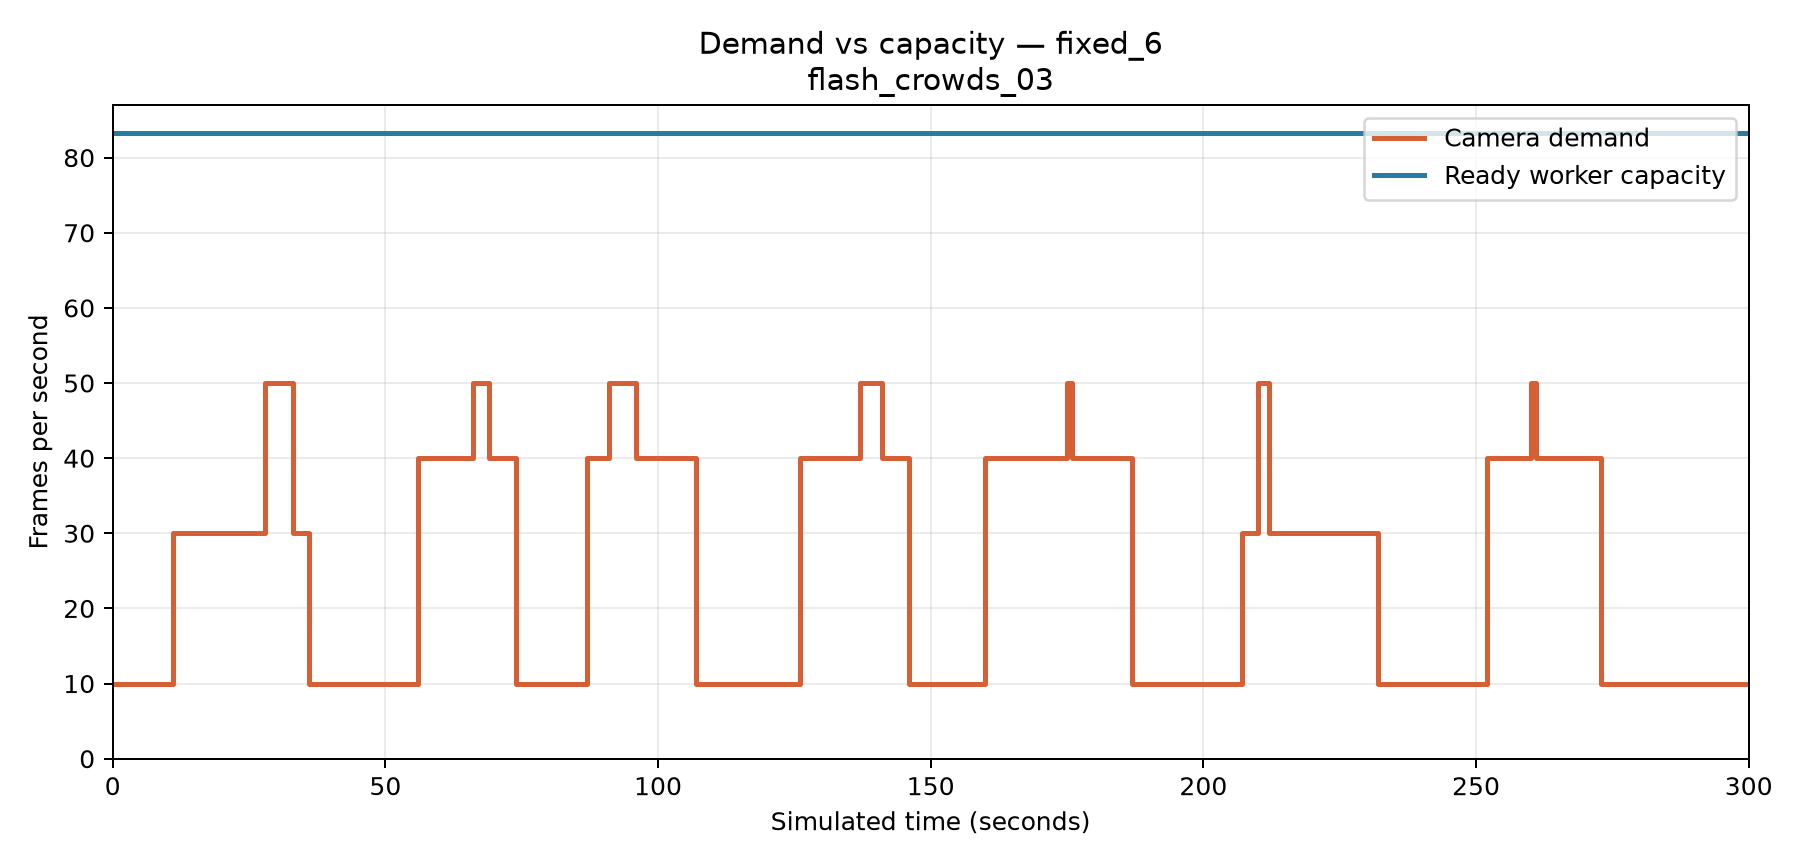 Demand vs capacity — fixed_6
flash_crowds_03
Camera demand
Ready worker capacity
Frames per second
80
70
60
50
40
30
20
10
0
0 50 100 150 200 250 300
Simulated time (seconds)